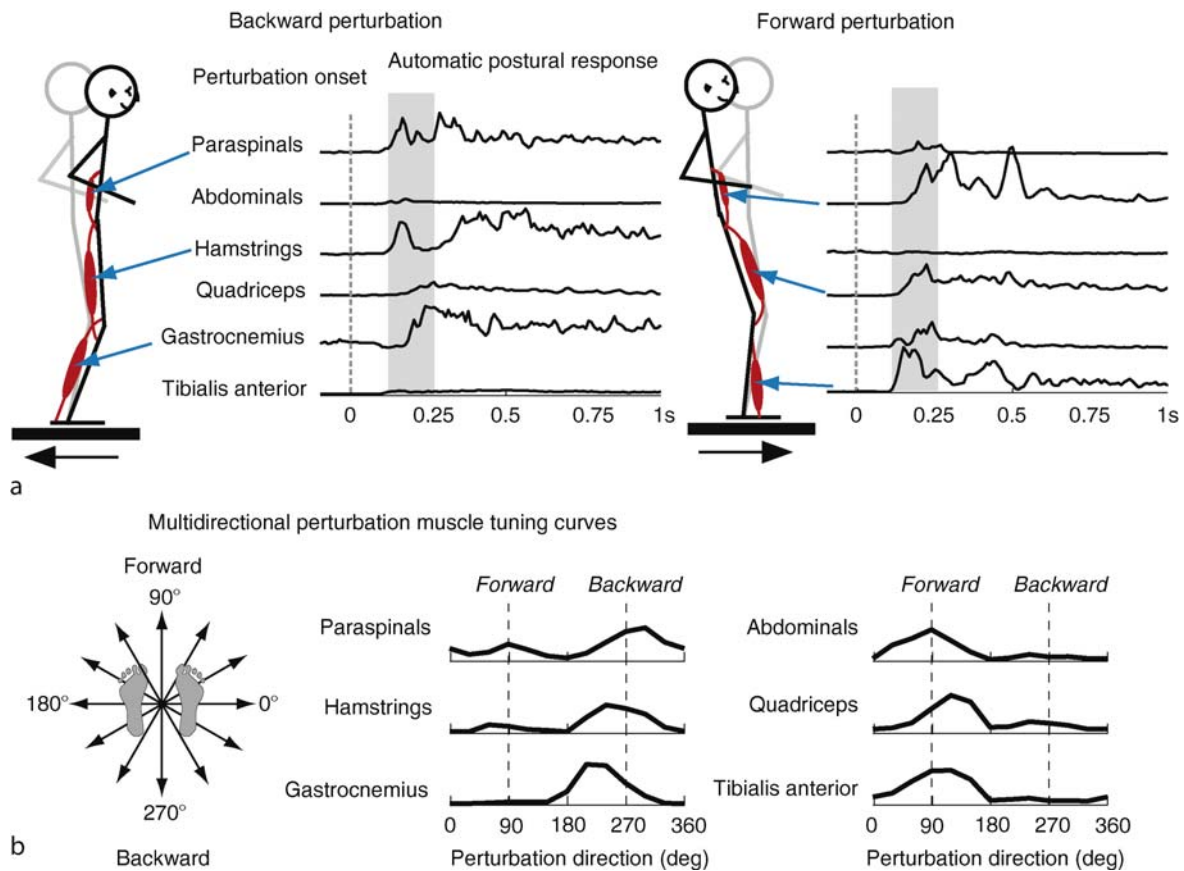 Backward perturbation
Forward perturbation
Perturbation onset
Automatic postural response
Paraspinals
Abdominals
Hamstrings
Quadriceps
Gastrocnemius
Tibialis anterior
0 0.25 0.5 0.75 1s
0 0.25 0.5 0.75 1s
a
Multidirectional perturbation muscle tuning curves
Forward
90°
180°
0°
270°
Backward
Forward Backward
Paraspinals
Hamstrings
Gastrocnemius
0 90 180 270 360
Perturbation direction (deg)
Forward Backward
Abdominals
Quadriceps
Tibialis anterior
0 90 180 270 360
Perturbation direction (deg)
b